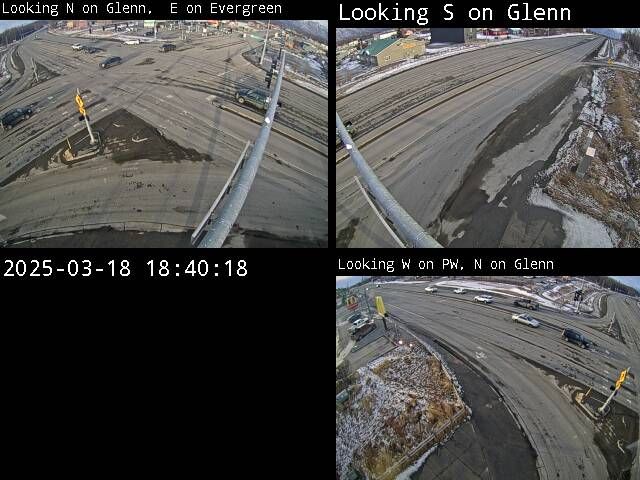 Looking N on Glenn,  E on Evergreen
Looking S on Glenn
2025-03-18 18:40:18
Looking W on PW, N on Glenn